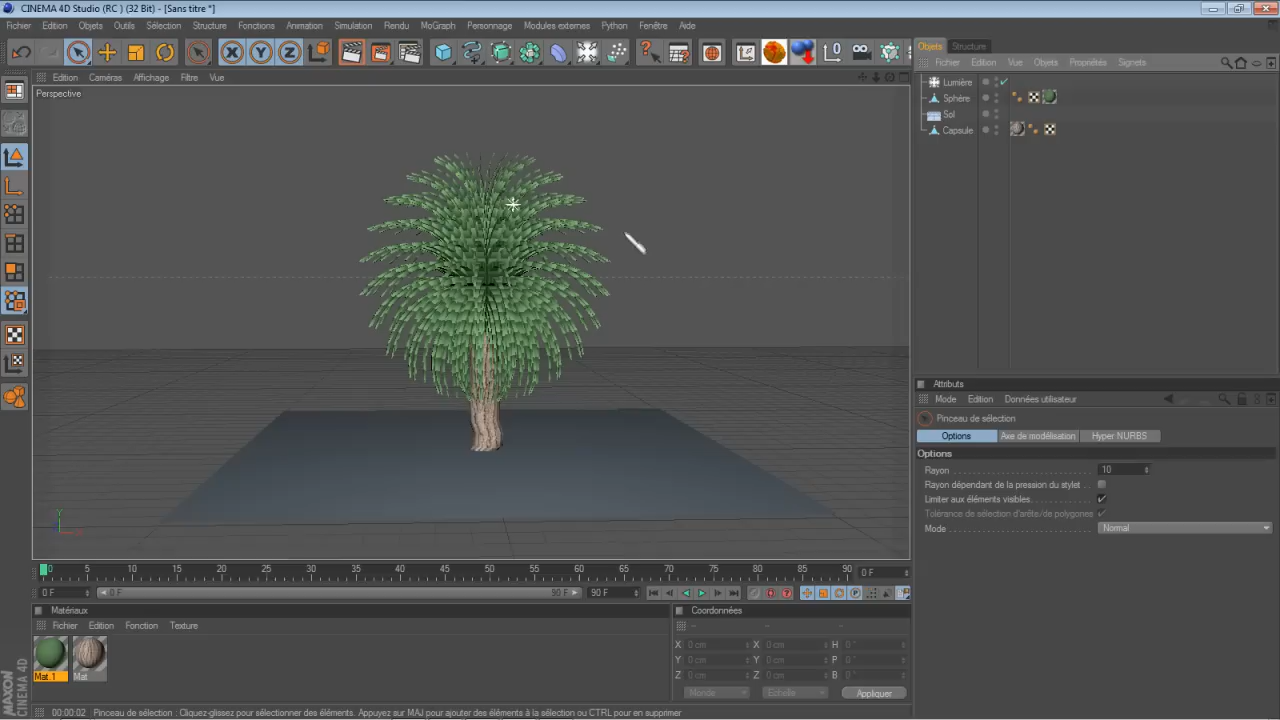 CINEMA 4D Studio (RC ) (32 Bit) - [Sans titre *]
Fichier Edition Objets Outils Sélection Structure Fonctions Animation Simulation Rendu MoGraph Personnage Modules externes Python Script Fenêtre Aide
Objets Structure
Fichier Edition Vue Objets Propriétés Signets
Edition Caméras Affichage Filtre Vue
Perspective
Lumière
Sphère
Sol
Capsule
Attributs
Mode Edition Données utilisateur
Pinceau de sélection
Options Axe de modélisation Hyper NURBS
Options
Rayon 10
Rayon dépendant de la pression du stylet
Limiter aux éléments visibles
Tolérance de sélection d'arêts/de polygones
Mode Normal
Y
X
0 5 10 15 20 25 30 35 40 45 50 55 60 65 70 75 80 85 90 0 F
0 F 0 F 90 F 90 F
Matériaux
Fichier Edition Fonction Texture
Mat.1 Mat
Coordonnées
-- -- --
X 0 cm X 0 cm H 0 °
Y 0 cm Y 0 cm P 0 °
Z 0 cm Z 0 cm B 0 °
Monde Echelle Appliquer
MAXON
CINEMA 4D
00:00:02 Pinceau de sélection : Cliquez-glissez pour sélectionner des éléments. Appuyez sur MAJ pour ajouter des éléments à la sélection ou CTRL pour en supprimer